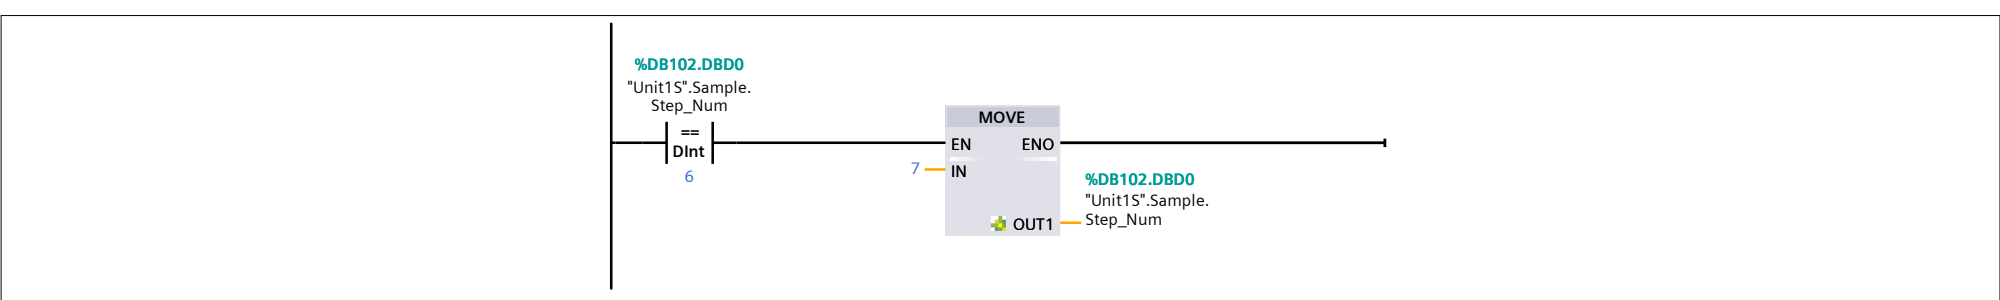 %DB102.DBD0
"Unit1S".Sample.
Step_Num
==
DInt
6
MOVE
EN ENO
7 IN
%DB102.DBD0
"Unit1S".Sample.
OUT1 Step_Num